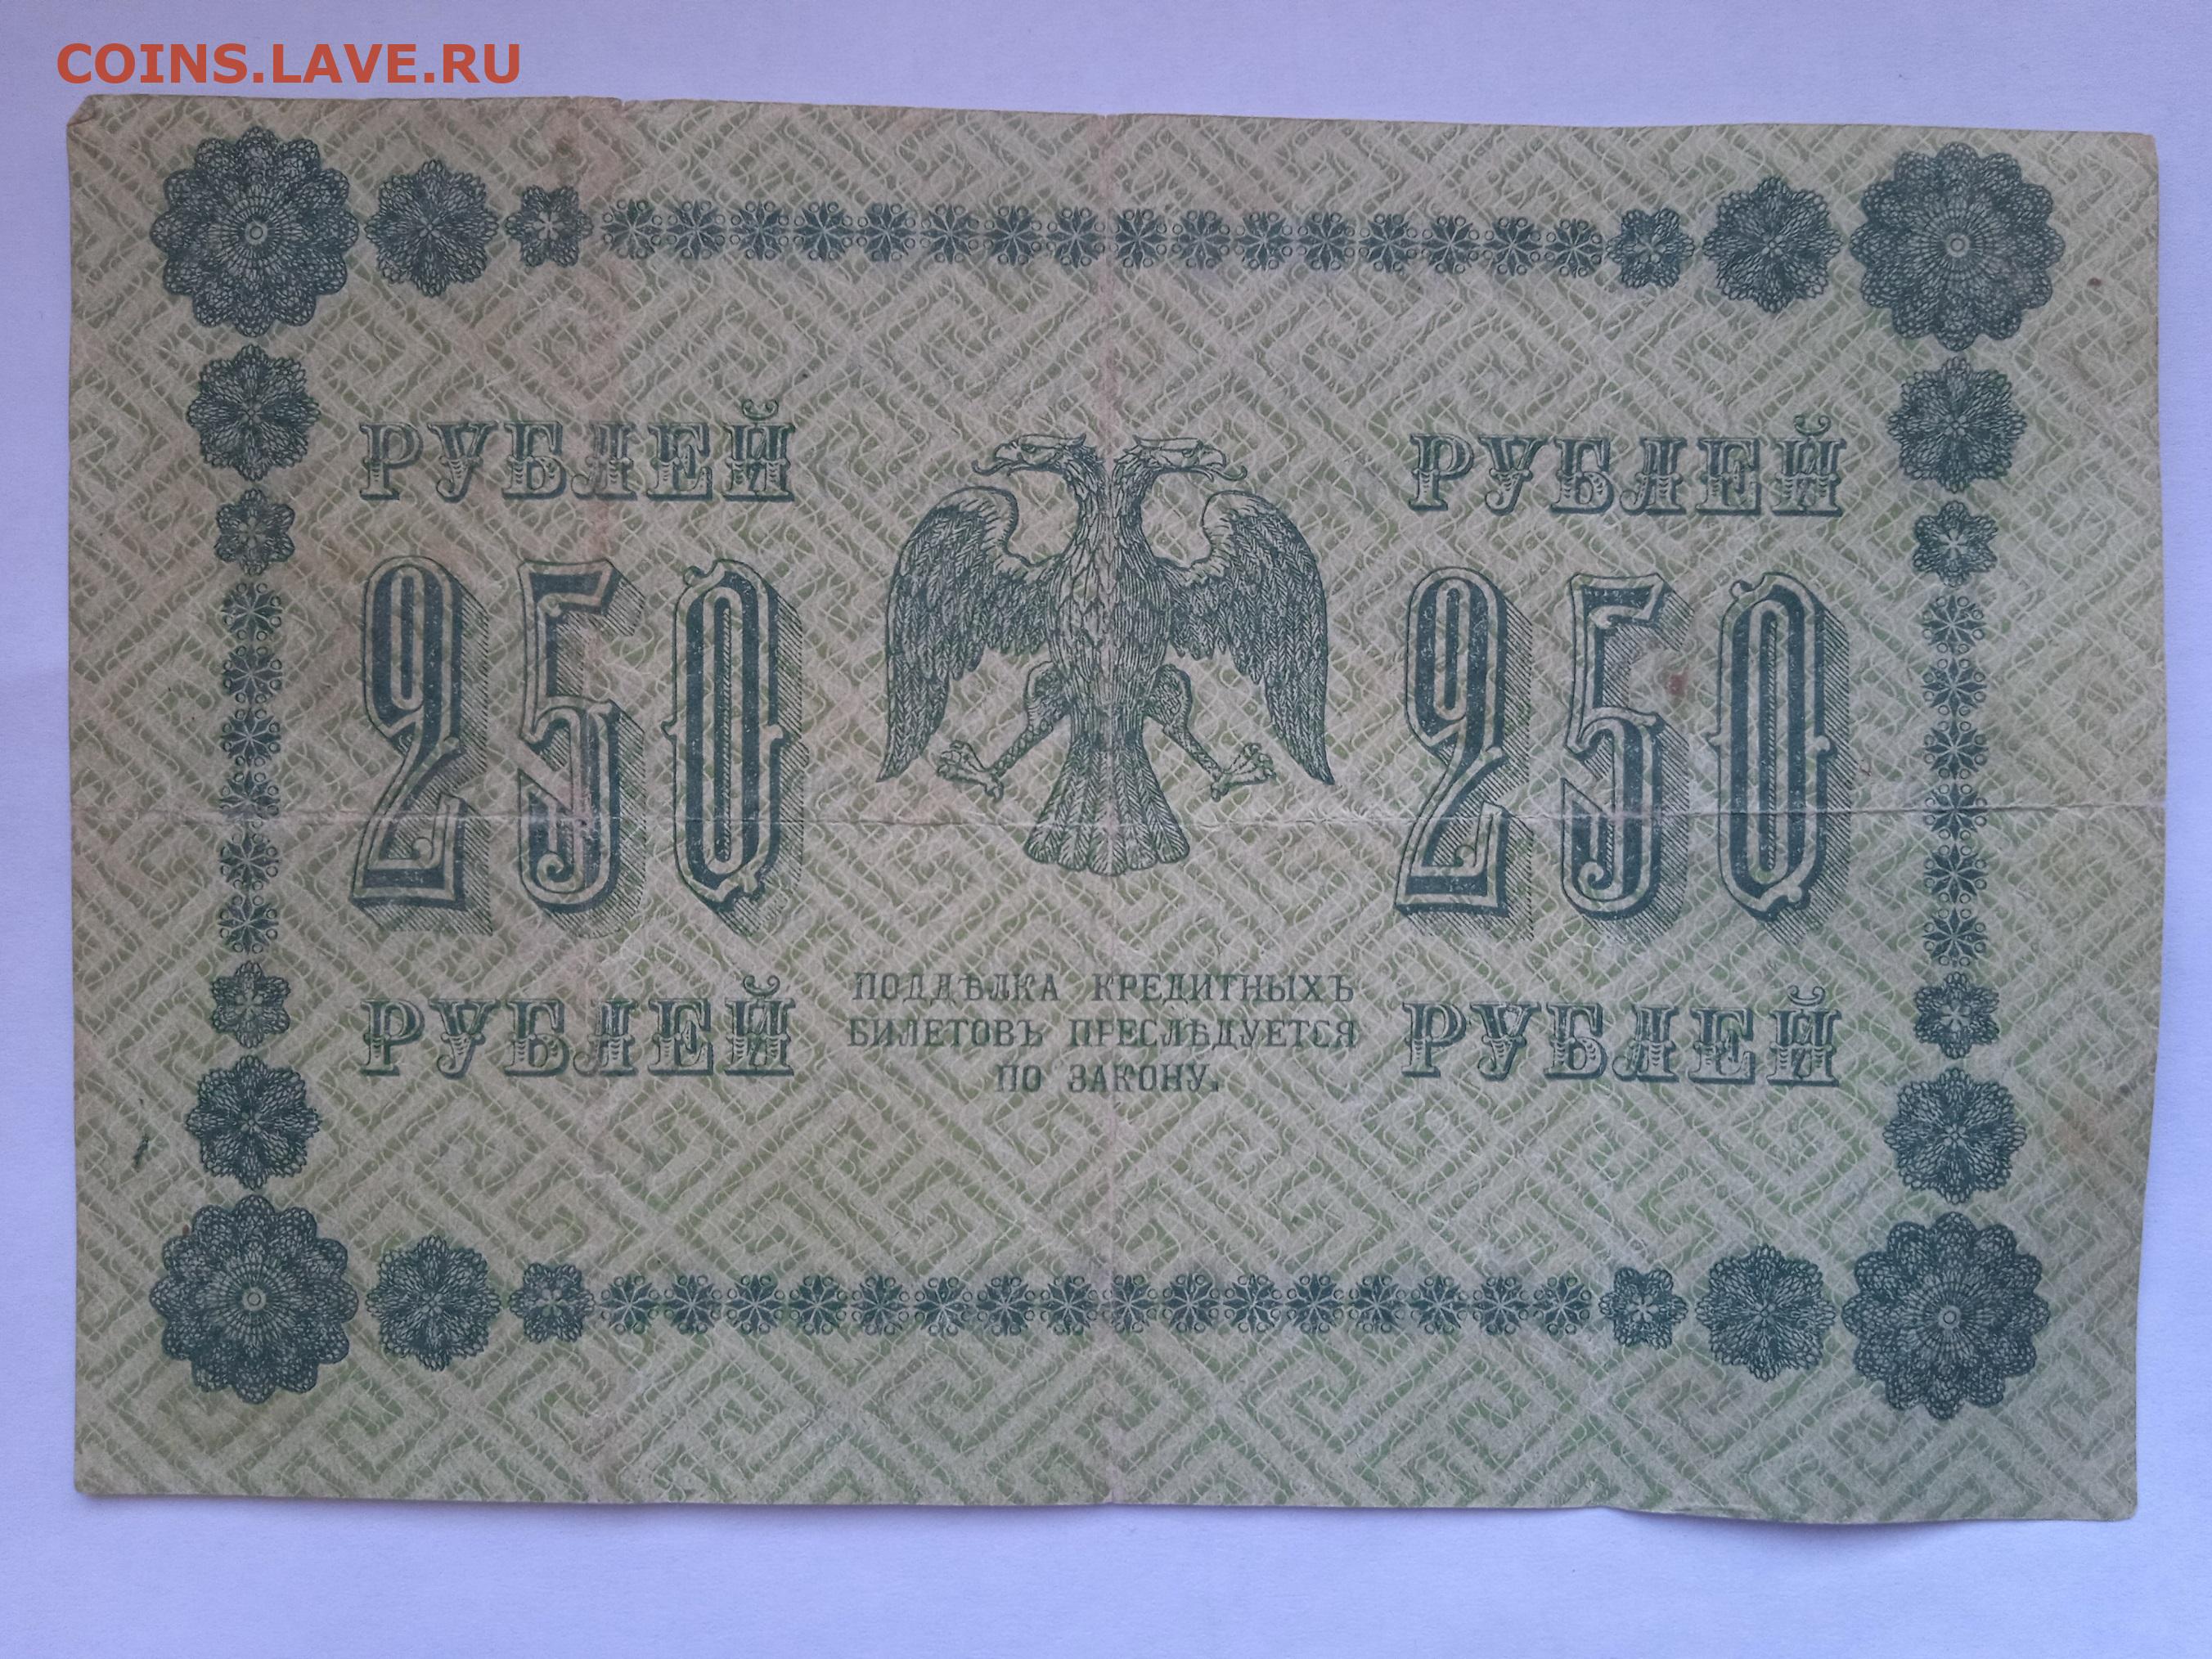 COINS.LAVE.RU
РУБЛЕЙ РУБЛЕЙ
250 250
РУБЛЕЙ РУБЛЕЙ
ПОДДѢЛКА КРЕДИТНЫХЪ
БИЛЕТОВЪ ПРЕСЛѢДУЕТСЯ
ПО ЗАКОНУ.